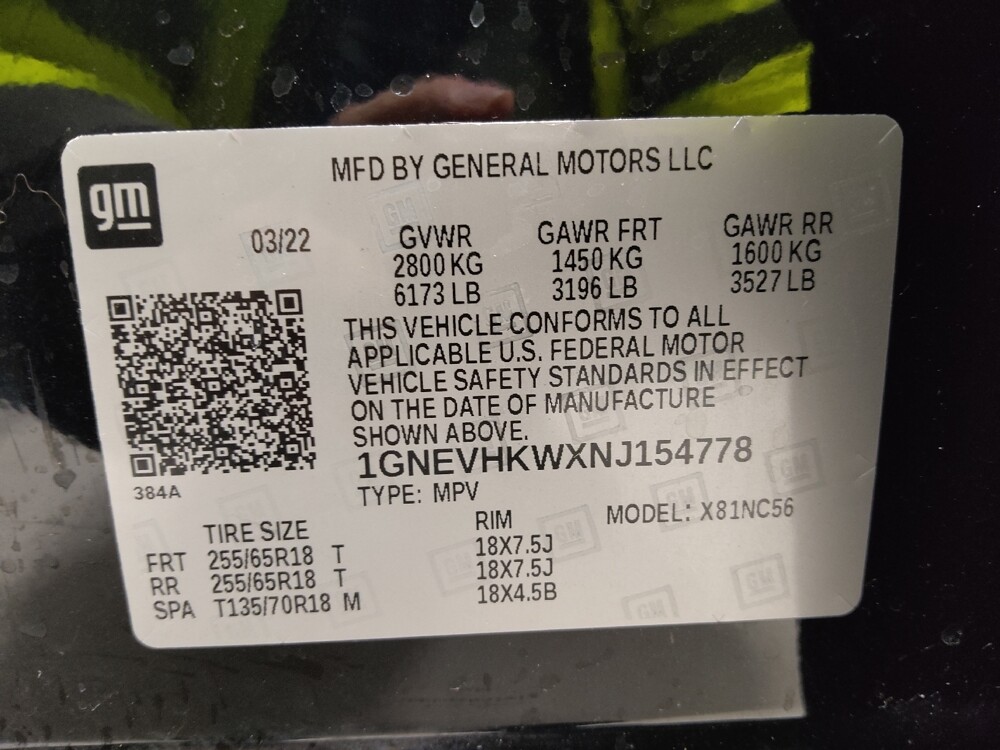 gm
MFD BY GENERAL MOTORS LLC
03/22 GVWR GAWR FRT GAWR RR
2800 KG 1450 KG 1600 KG
6173 LB 3196 LB 3527 LB
THIS VEHICLE CONFORMS TO ALL
APPLICABLE U.S. FEDERAL MOTOR
VEHICLE SAFETY STANDARDS IN EFFECT
ON THE DATE OF MANUFACTURE
SHOWN ABOVE.
1GNEVHKWXNJ154778
384A
TYPE: MPV
MODEL: X81NC56
TIRE SIZE RIM
FRT 255/65R18 T 18X7.5J
RR 255/65R18 T 18X7.5J
SPA T135/70R18 M 18X4.5B